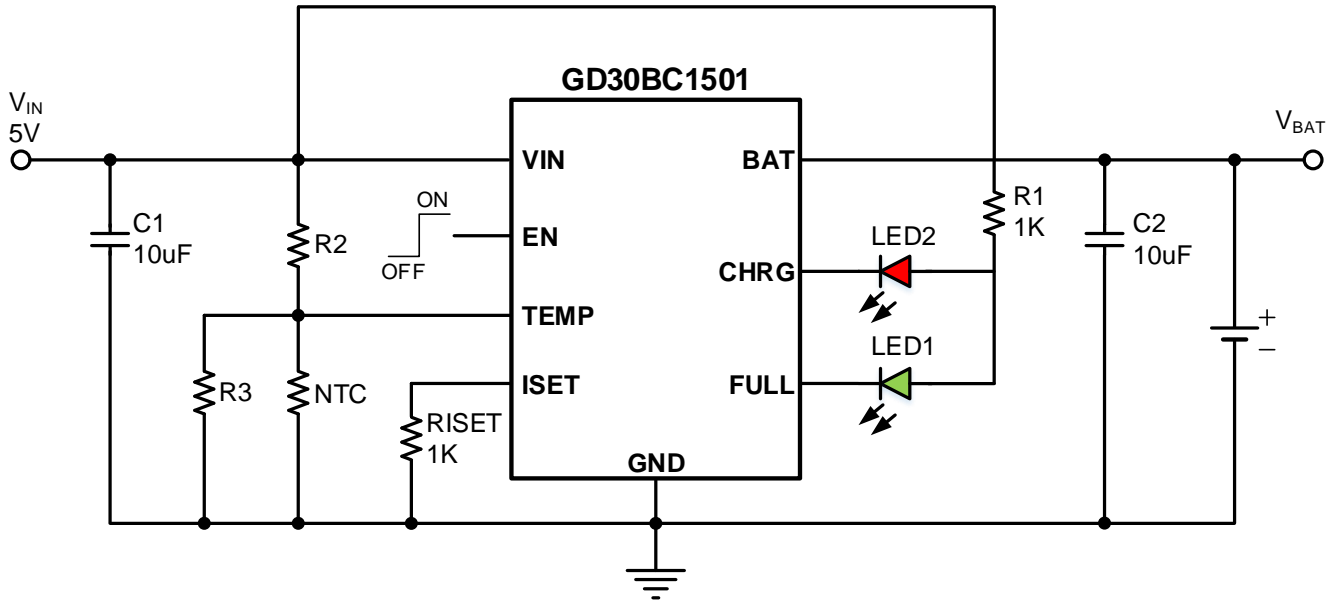 GD30BC1501
VIN
5V
VBAT
C1
10uF
R2
R3
NTC
ON
OFF
RISET
1K
VIN
EN
TEMP
ISET
GND
BAT
CHRG
FULL
LED2
LED1
R1
1K
C2
10uF
+
−